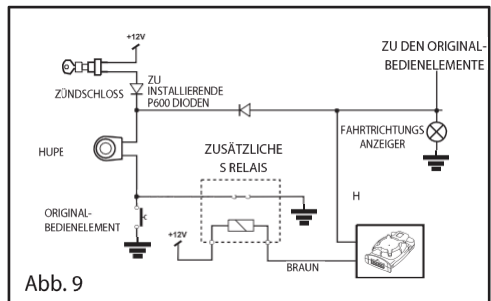 +12V
ZU DEN ORIGINAL-
BEDIENELEMENTE
ZÜNDSCHLOSS
ZU
INSTALLIERENDE
P600 DIODEN
FAHRTRICHTUNGS
ANZEIGER
HUPE
ZUSÄTZLICHE
S RELAIS
H
ORIGINAL-
BEDIENELEMENT
+12V
BRAUN
Abb. 9